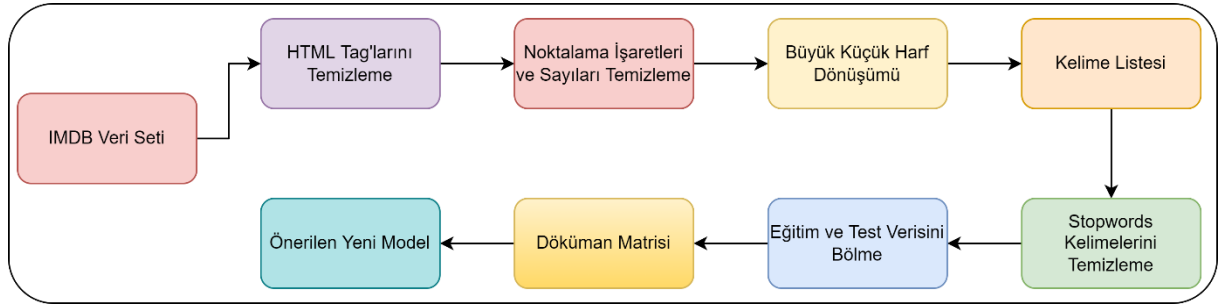 IMDB Veri Seti
HTML Tag'larını
Temizleme
Noktalama İşaretleri
ve Sayıları Temizleme
Büyük Küçük Harf
Dönüşümü
Kelime Listesi
Stopwords
Kelimelerini
Temizleme
Eğitim ve Test Verisini
Bölme
Döküman Matrisi
Önerilen Yeni Model